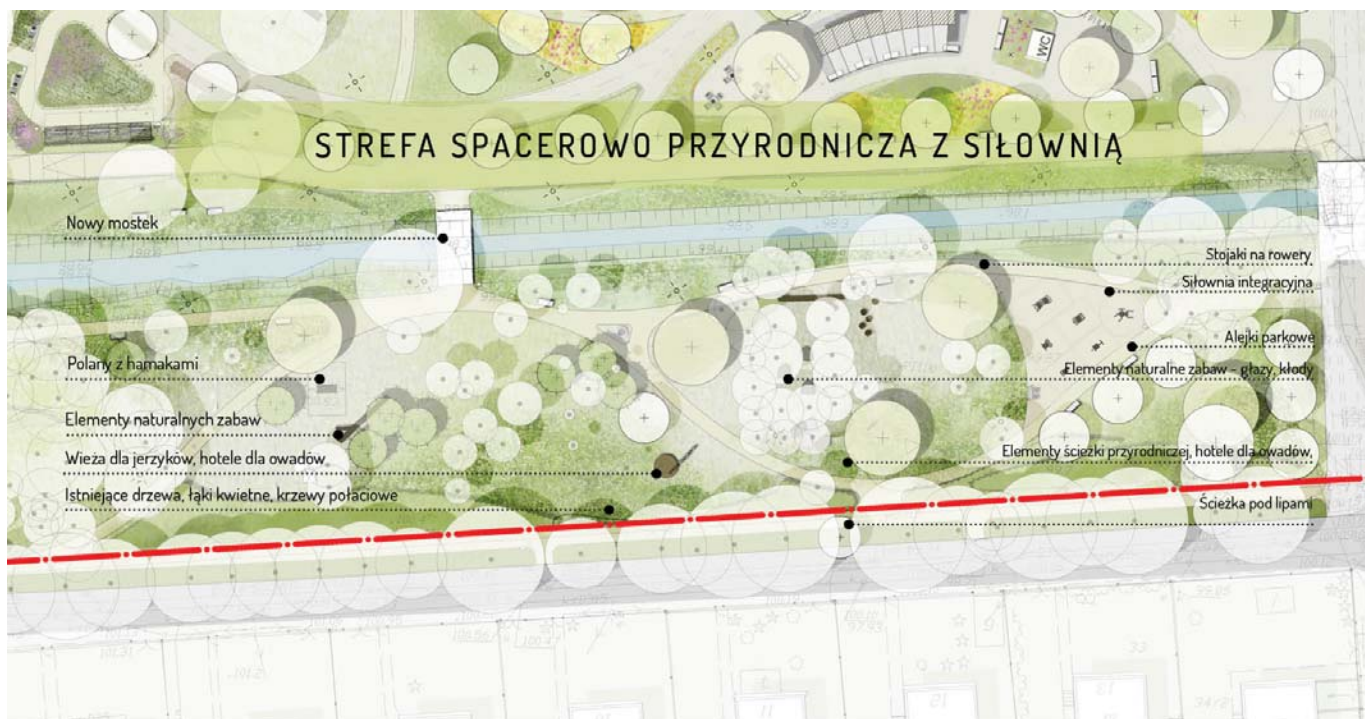 WC
STREFA SPACEROWO PRZYRODNICZA Z SIŁOWNIĄ
Nowy mostek
Stojaki na rowery
Siłownia integracyjna
Alejki parkowe
Polany z hamakami
Elementy naturalne zabaw - głazy, kłody
Elementy naturalnych zabaw
Wieża dla jerzyków, hotele dla owadów
Elementy ścieżki przyrodniczej, hotele dla owadów,
Istniejące drzewa, łąki kwietne, krzewy połaciowe
Ścieżka pod lipami